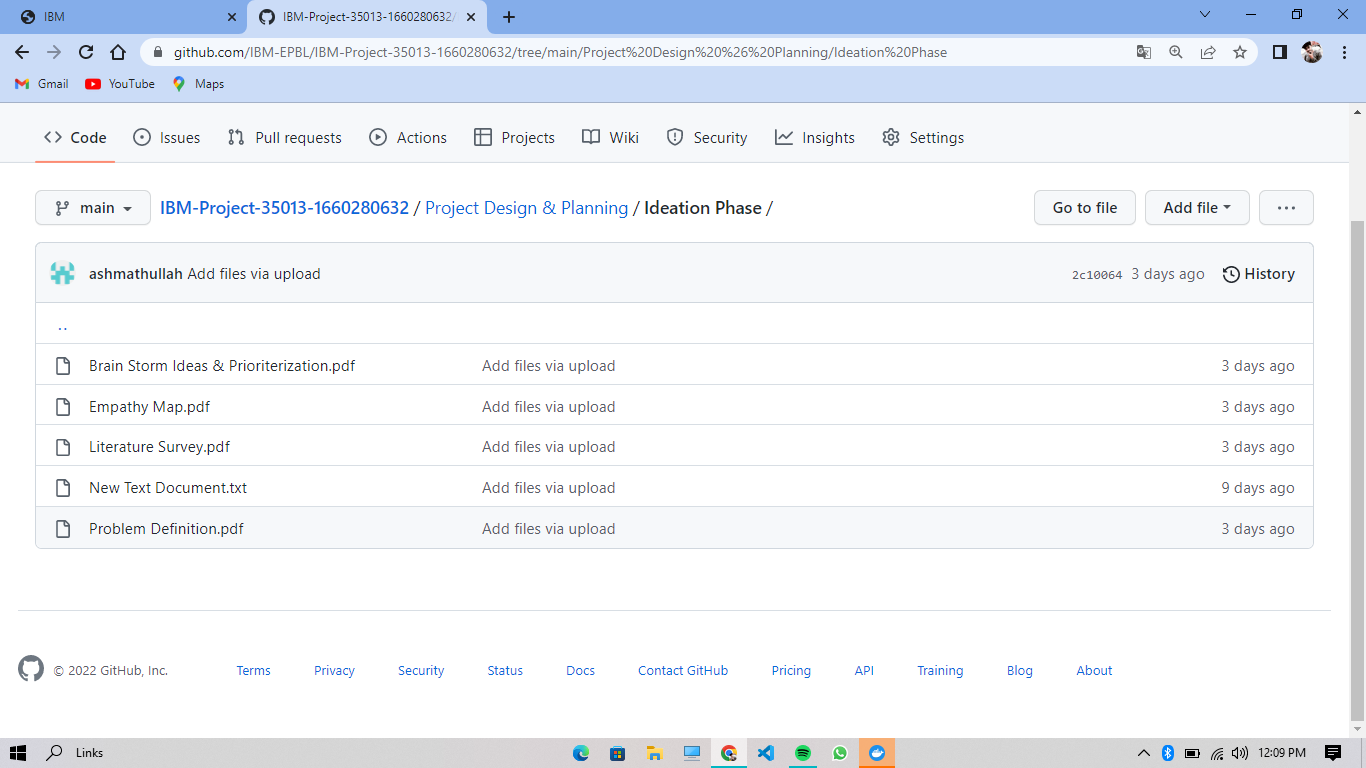 IBM
IBM-Project-35013-1660280632/
github.com/IBM-EPBL/IBM-Project-35013-1660280632/tree/main/Project%20Design%20%26%20Planning/Ideation%20Phase
Gmail YouTube Maps
Code Issues Pull requests Actions Projects Wiki Security Insights Settings
main IBM-Project-35013-1660280632 / Project Design & Planning / Ideation Phase / Go to file Add file ...
ashmathullah Add files via upload 2c10064 3 days ago History
..
Brain Storm Ideas & Prioriterization.pdf Add files via upload 3 days ago
Empathy Map.pdf Add files via upload 3 days ago
Literature Survey.pdf Add files via upload 3 days ago
New Text Document.txt Add files via upload 9 days ago
Problem Definition.pdf Add files via upload 3 days ago
© 2022 GitHub, Inc. Terms Privacy Security Status Docs Contact GitHub Pricing API Training Blog About
Links 12:09 PM